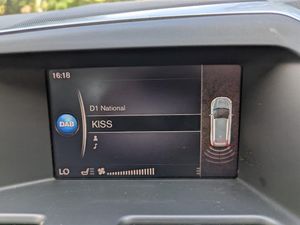 16:18
D1 National
DAB
KISS
LO